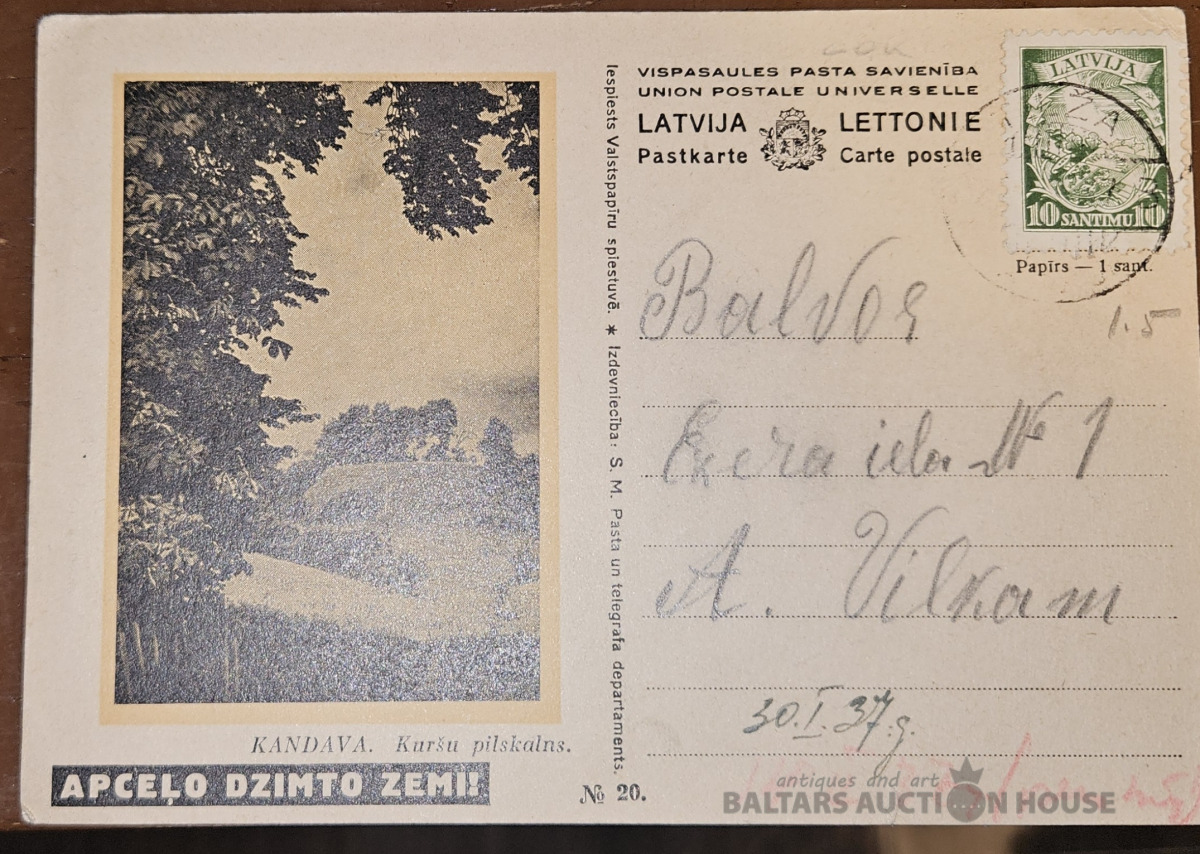 VISPASAULES PASTA SAVIENĪBA
UNION POSTALE UNIVERSELLE
LATVIJA LETTONIE
Pastkarte Carte postale
LATVIJA
10 SANTIMU 10
Papīrs — 1 sant.
1.5
Balvos
Ezera iela № 1
A. Vilkam
30.I.37.g.
Iespiests Valstspapīru spiestuvē. * Izdevniecība: S. M. Pasta un telegrafa departaments.
KANDAVA. Kuršu pilskalns.
APCEĻO DZIMTO ZEMI!
№ 20.
antiques and art
BALTARS AUCTION HOUSE